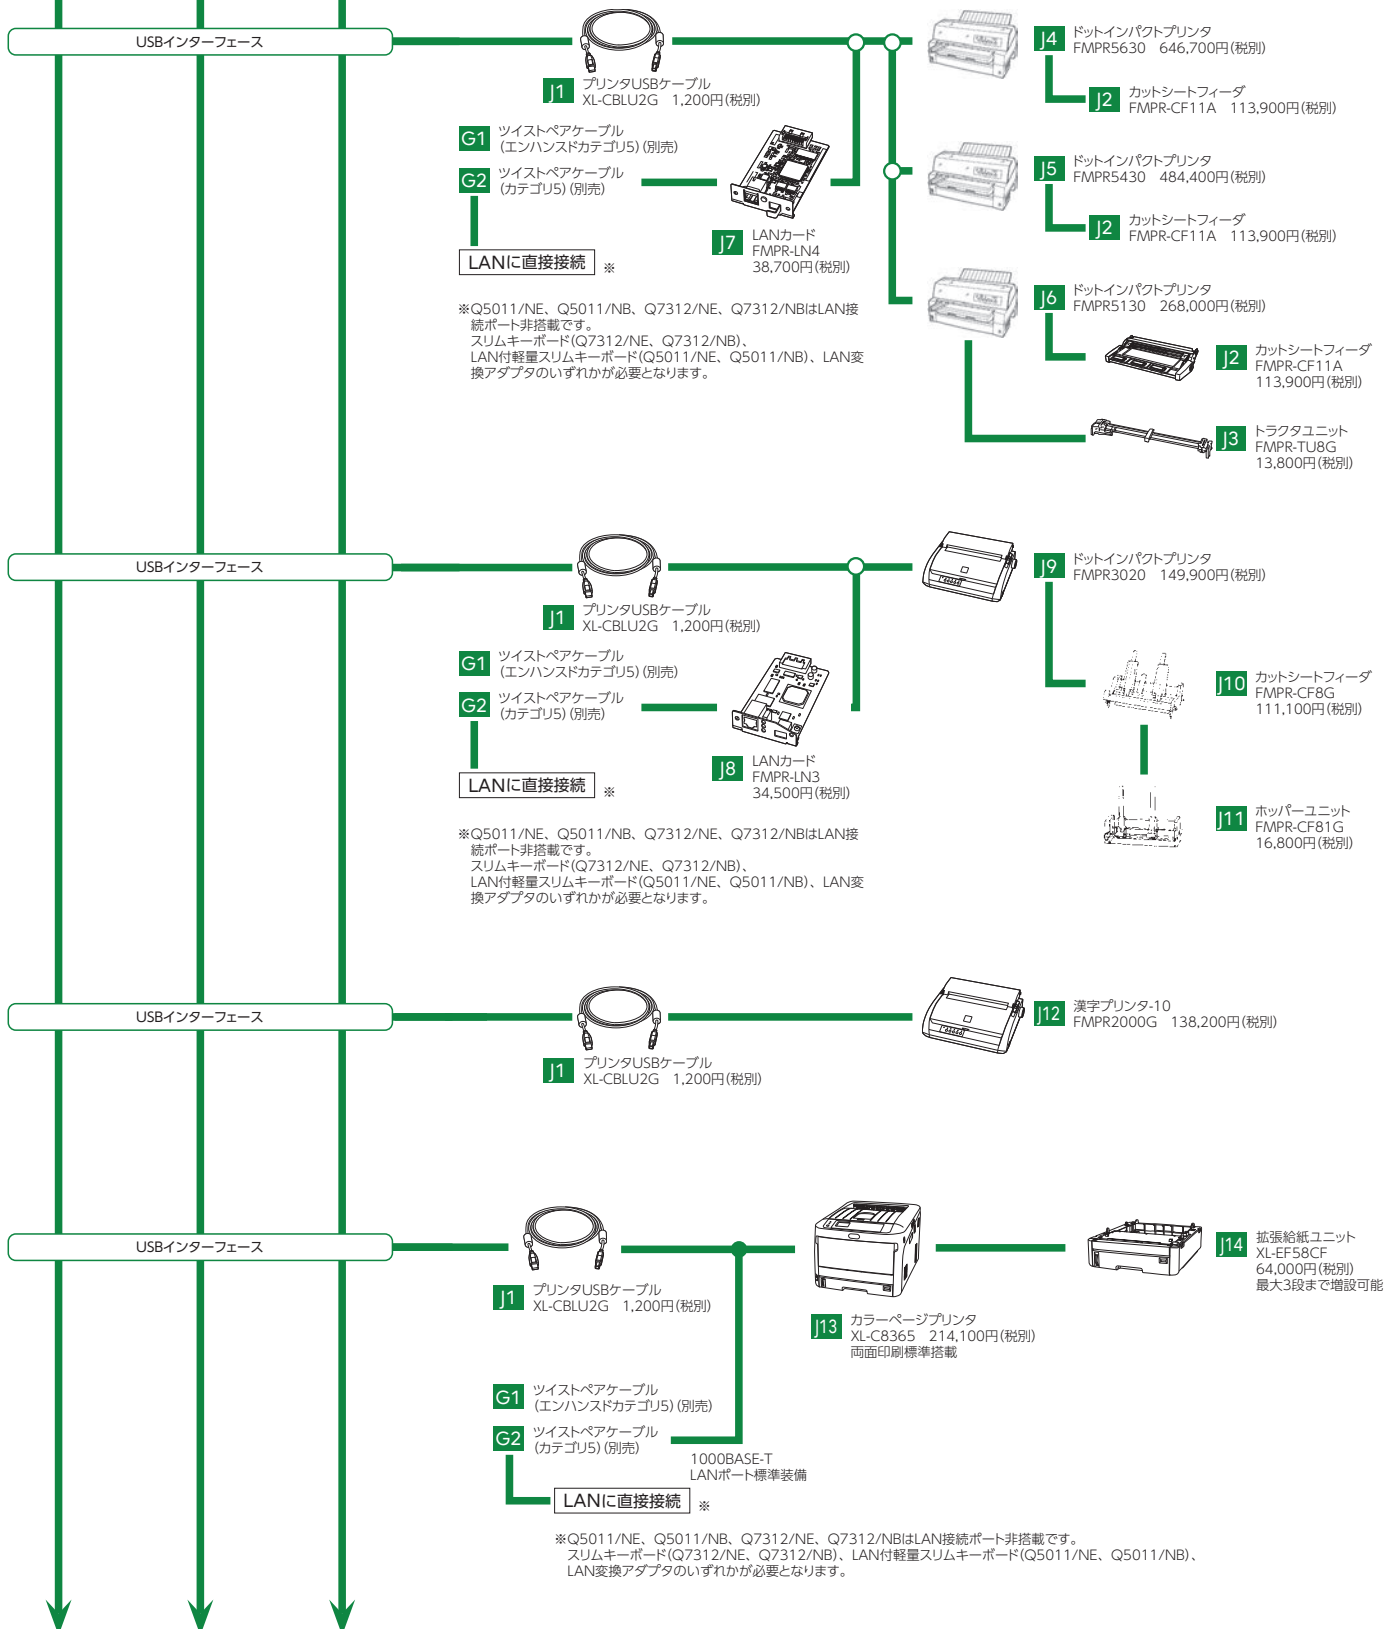 USBインターフェース
J1 プリンタUSBケーブル
XL-CBLU2G 1,200円(税別)
G1 ツイストペアケーブル
(エンハンスドカテゴリ5)(別売)
G2 ツイストペアケーブル
(カテゴリ5)(別売)
LANに直接接続 ※
J7 LANカード
FMPR-LN4
38,700円(税別)
※Q5011/NE、Q5011/NB、Q7312/NE、Q7312/NBはLAN接
続ポート非搭載です。
スリムキーボード(Q7312/NE、Q7312/NB)、
LAN付軽量スリムキーボード(Q5011/NE、Q5011/NB)、LAN変
換アダプタのいずれかが必要となります。
J4 ドットインパクトプリンタ
FMPR5630 646,700円(税別)
J2 カットシートフィーダ
FMPR-CF11A 113,900円(税別)
J5 ドットインパクトプリンタ
FMPR5430 484,400円(税別)
J2 カットシートフィーダ
FMPR-CF11A 113,900円(税別)
J6 ドットインパクトプリンタ
FMPR5130 268,000円(税別)
J2 カットシートフィーダ
FMPR-CF11A
113,900円(税別)
J3 トラクタユニット
FMPR-TU8G
13,800円(税別)
USBインターフェース
J1 プリンタUSBケーブル
XL-CBLU2G 1,200円(税別)
G1 ツイストペアケーブル
(エンハンスドカテゴリ5)(別売)
G2 ツイストペアケーブル
(カテゴリ5)(別売)
LANに直接接続 ※
J8 LANカード
FMPR-LN3
34,500円(税別)
※Q5011/NE、Q5011/NB、Q7312/NE、Q7312/NBはLAN接
続ポート非搭載です。
スリムキーボード(Q7312/NE、Q7312/NB)、
LAN付軽量スリムキーボード(Q5011/NE、Q5011/NB)、LAN変
換アダプタのいずれかが必要となります。
J9 ドットインパクトプリンタ
FMPR3020 149,900円(税別)
J10 カットシートフィーダ
FMPR-CF8G
111,100円(税別)
J11 ホッパーユニット
FMPR-CF81G
16,800円(税別)
USBインターフェース
J1 プリンタUSBケーブル
XL-CBLU2G 1,200円(税別)
J12 漢字プリンタ-10
FMPR2000G 138,200円(税別)
USBインターフェース
J1 プリンタUSBケーブル
XL-CBLU2G 1,200円(税別)
J13 カラーページプリンタ
XL-C8365 214,100円(税別)
両面印刷標準搭載
J14 拡張給紙ユニット
XL-EF58CF
64,000円(税別)
最大3段まで増設可能
G1 ツイストペアケーブル
(エンハンスドカテゴリ5)(別売)
G2 ツイストペアケーブル
(カテゴリ5)(別売)
1000BASE-T
LANポート標準装備
LANに直接接続 ※
※Q5011/NE、Q5011/NB、Q7312/NE、Q7312/NBはLAN接続ポート非搭載です。
スリムキーボード(Q7312/NE、Q7312/NB)、LAN付軽量スリムキーボード(Q5011/NE、Q5011/NB)、
LAN変換アダプタのいずれかが必要となります。